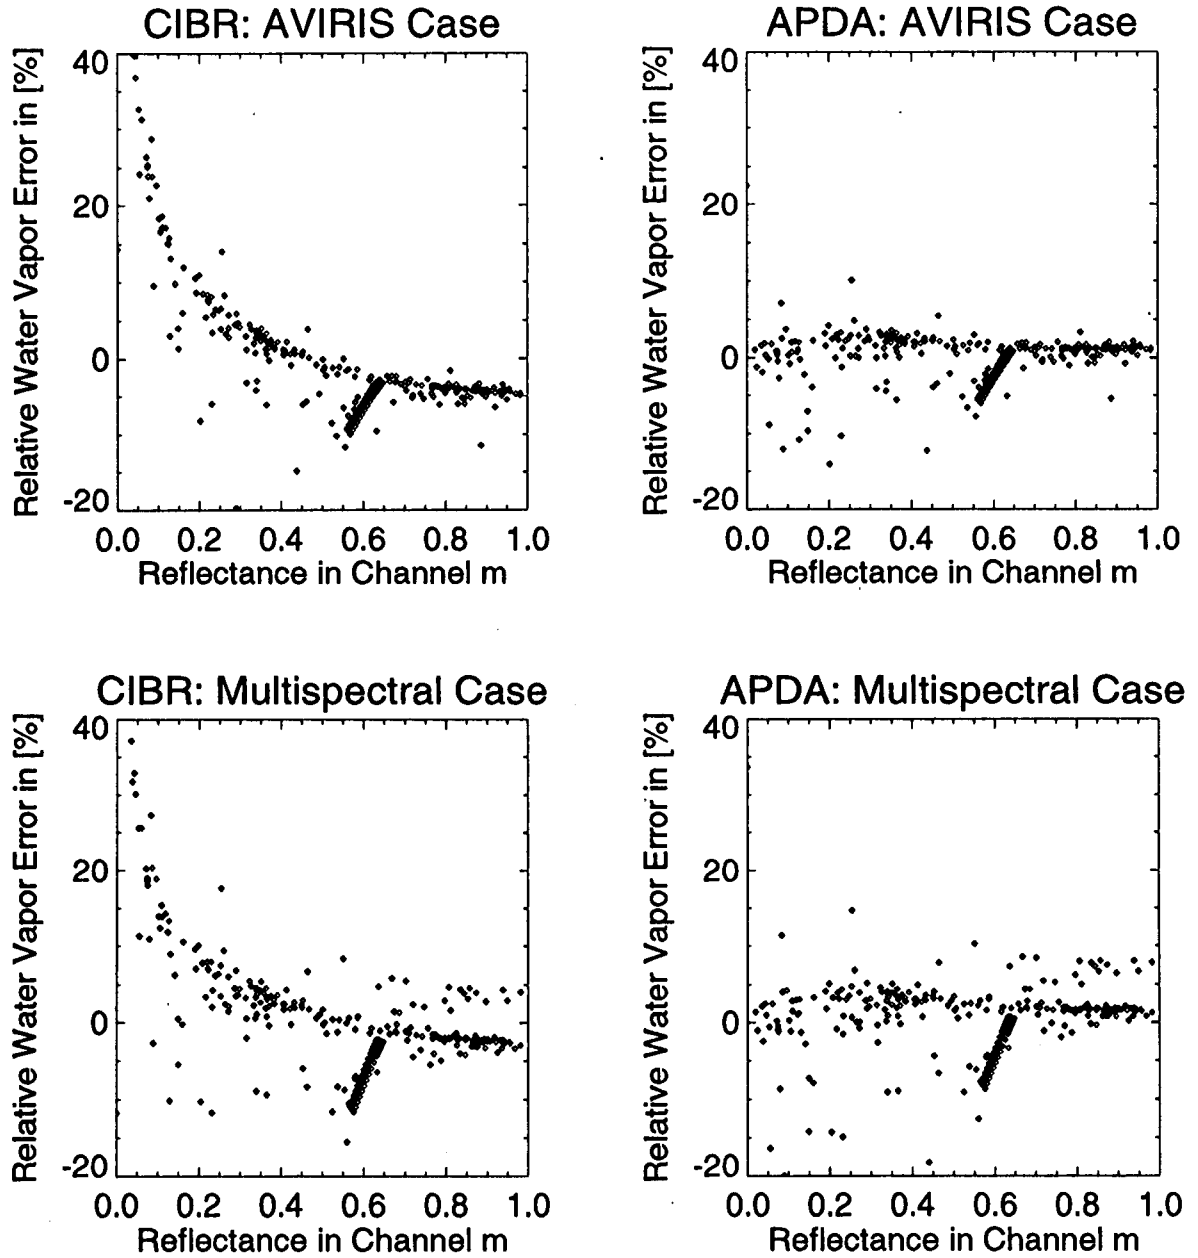 CIBR: AVIRIS Case
Relative Water Vapor Error in [%]
40
20
0
-20
0.0 0.2 0.4 0.6 0.8 1.0
Reflectance in Channel m
APDA: AVIRIS Case
Relative Water Vapor Error in [%]
40
20
0
-20
0.0 0.2 0.4 0.6 0.8 1.0
Reflectance in Channel m
CIBR: Multispectral Case
Relative Water Vapor Error in [%]
40
20
0
-20
0.0 0.2 0.4 0.6 0.8 1.0
Reflectance in Channel m
APDA: Multispectral Case
Relative Water Vapor Error in [%]
40
20
0
-20
0.0 0.2 0.4 0.6 0.8 1.0
Reflectance in Channel m